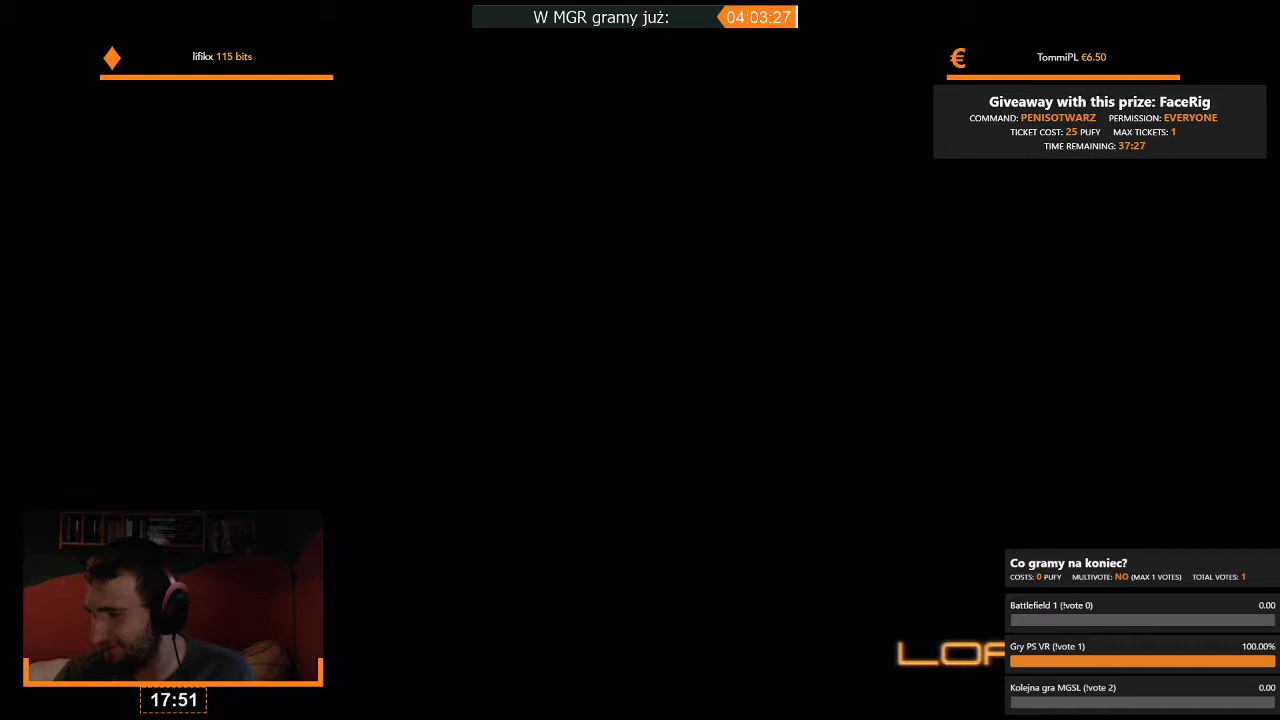 W MGR gramy już: 04:03:27
lifikx 115 bits
TommiPL €6.50
Giveaway with this prize: FaceRig
COMMAND: PENISOTWARZ PERMISSION: EVERYONE
TICKET COST: 25 PUFY MAX TICKETS: 1
TIME REMAINING: 37:27
Co gramy na koniec?
COSTS: 0 PUFY MULTIVOTE: NO (MAX 1 VOTES) TOTAL VOTES: 1
Battlefield 1 (!vote 0) 0.00
Gry PS VR (!vote 1) 100.00%
Kolejna gra MGSL (!vote 2) 0.00
17:51